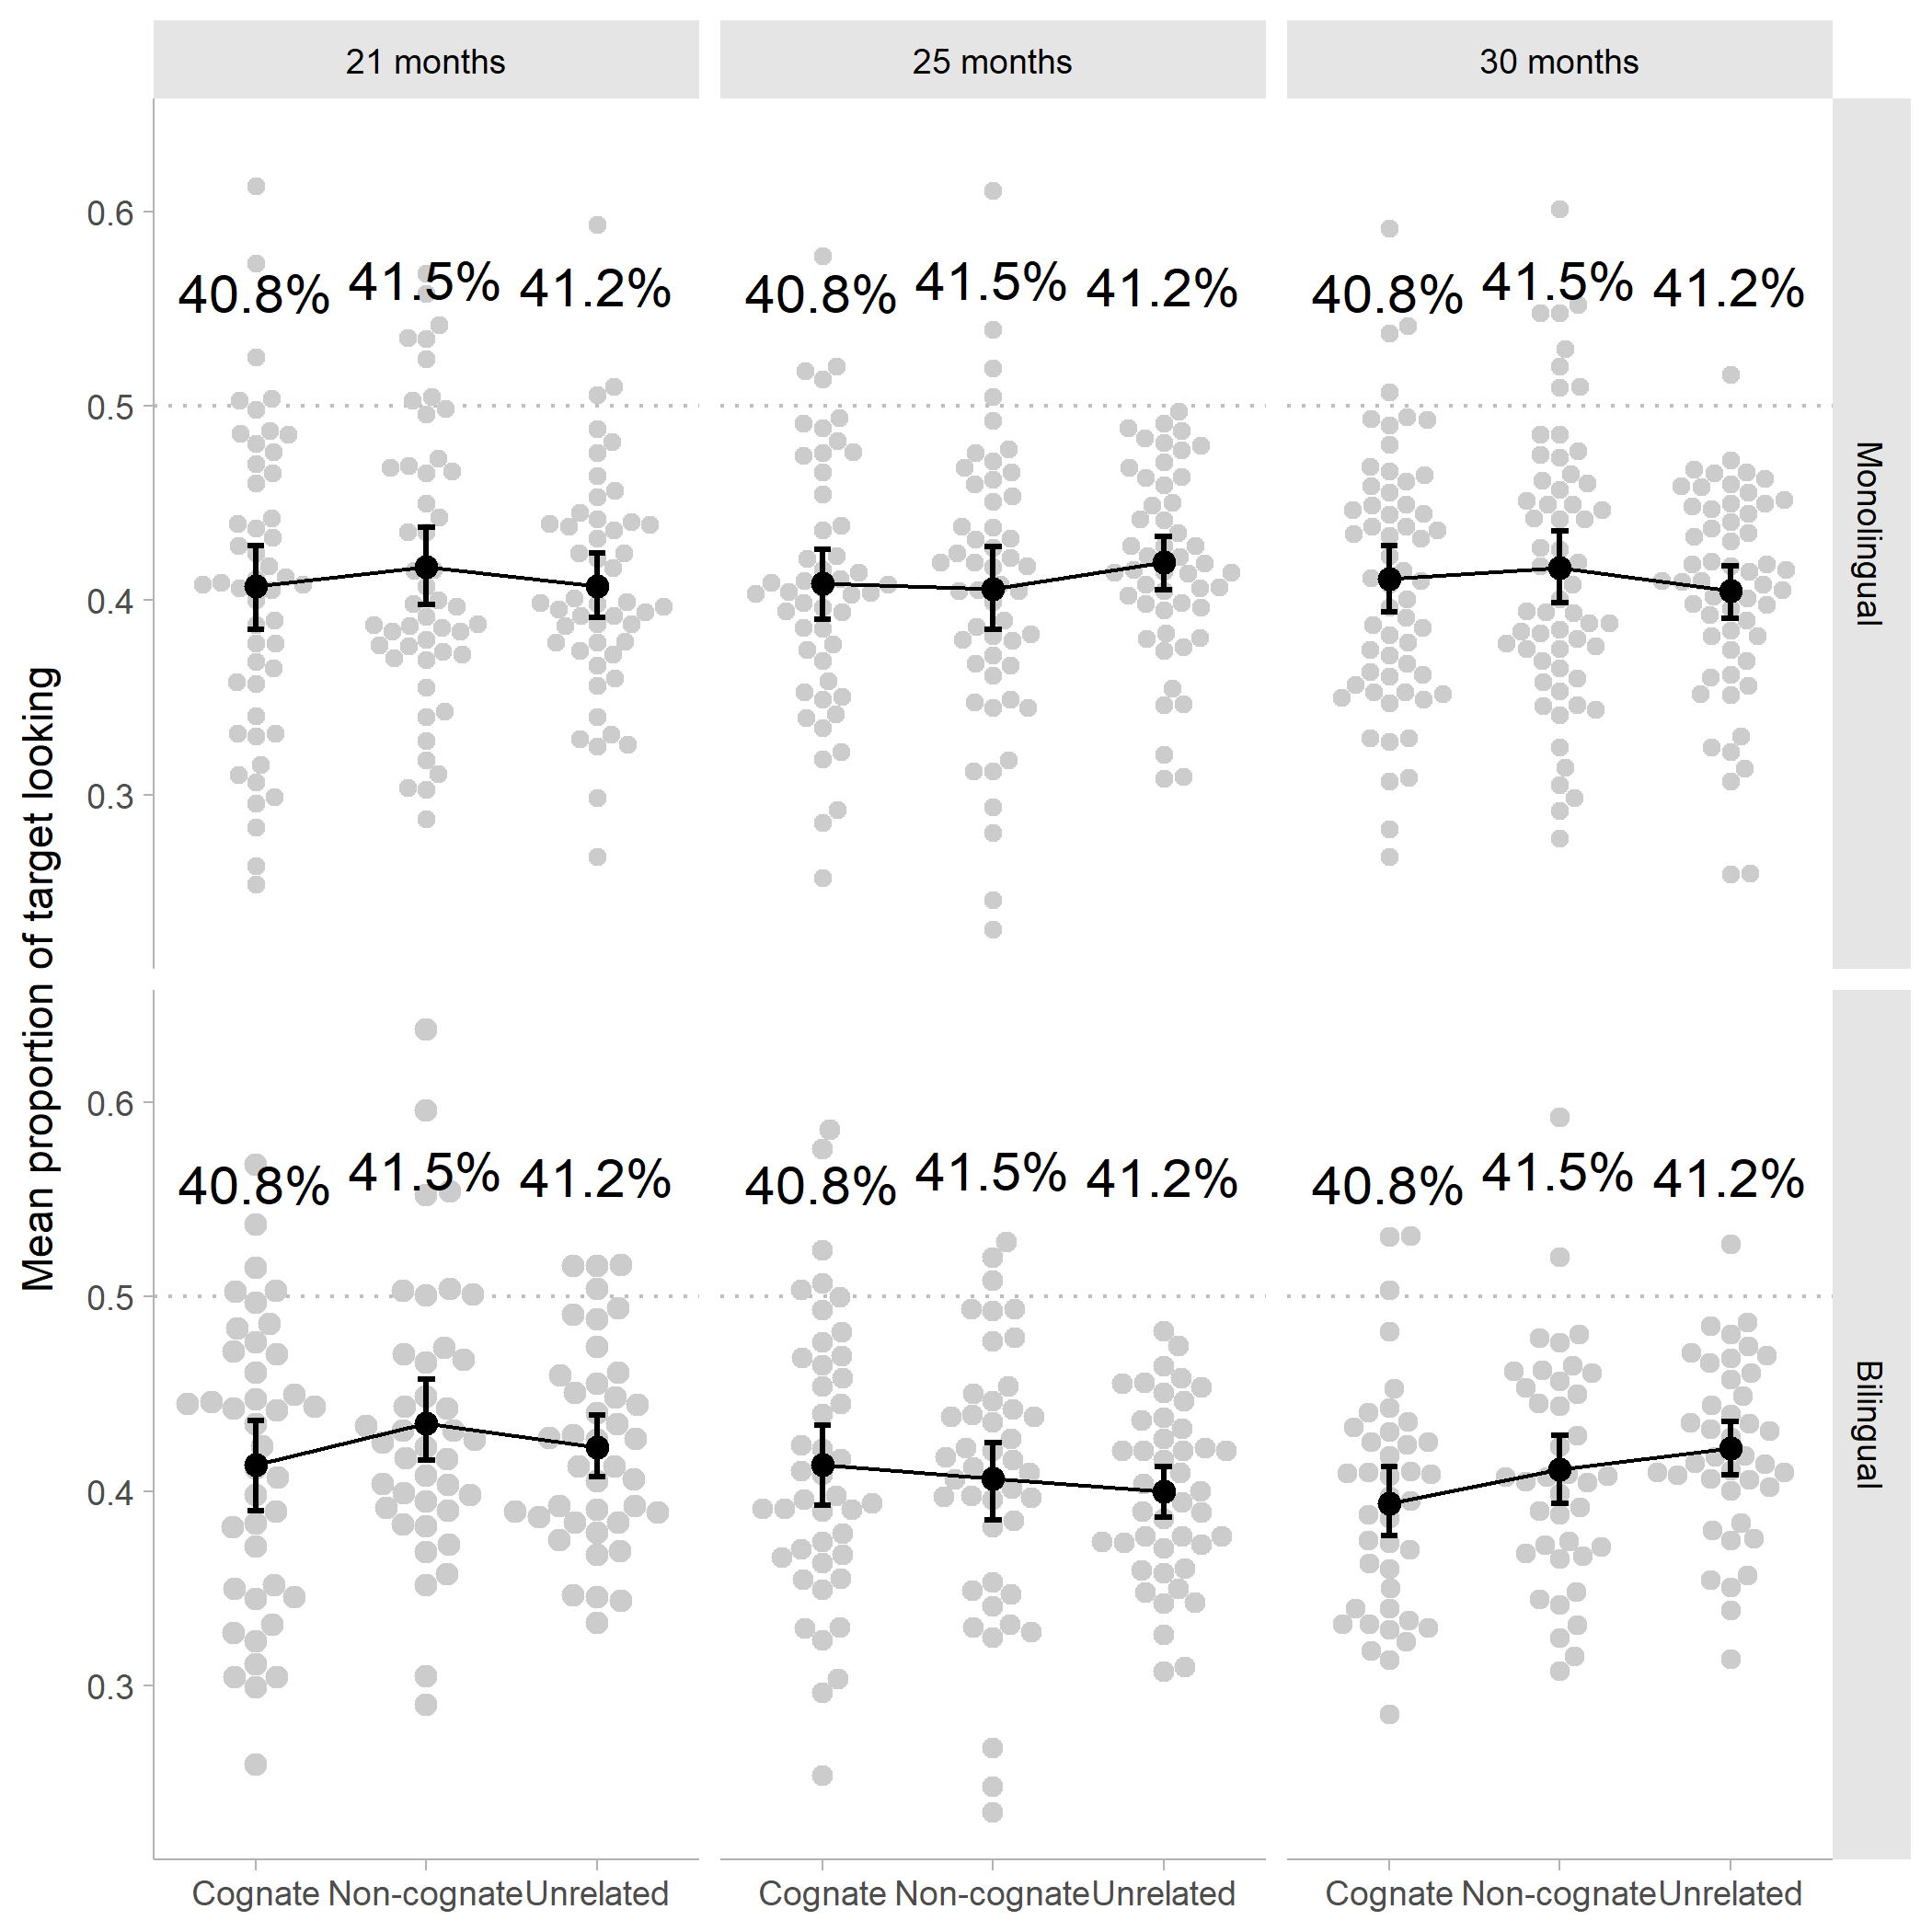 21 months 25 months 30 months
Mean proportion of target looking
0.6
40.8% 41.5% 41.2% 40.8% 41.5% 41.2% 40.8% 41.5% 41.2%
0.5
0.4
0.3
Monolingual
0.6
40.8% 41.5% 41.2% 40.8% 41.5% 41.2% 40.8% 41.5% 41.2%
0.5
0.4
0.3
Bilingual
Cognate Non-cognate Unrelated Cognate Non-cognate Unrelated Cognate Non-cognate Unrelated